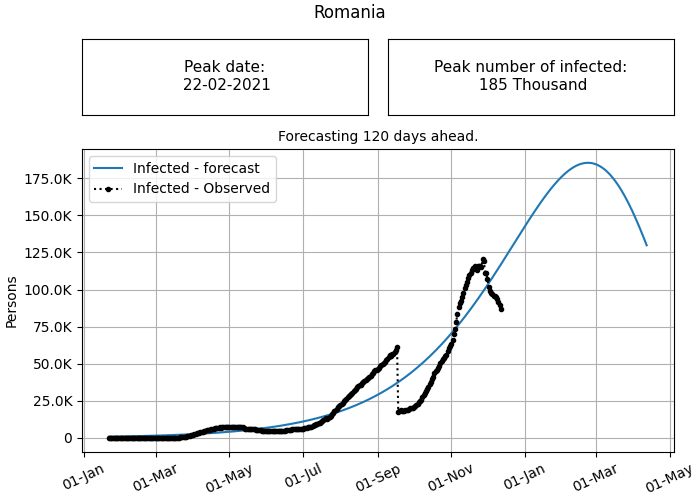 Romania
Peak date:
22-02-2021
Peak number of infected:
185 Thousand
Forecasting 120 days ahead.
Infected - forecast
Infected - Observed
175.0K
150.0K
125.0K
100.0K
75.0K
50.0K
25.0K
0
Persons
01-Jan
01-Mar
01-May
01-Jul
01-Sep
01-Nov
01-Jan
01-Mar
01-May